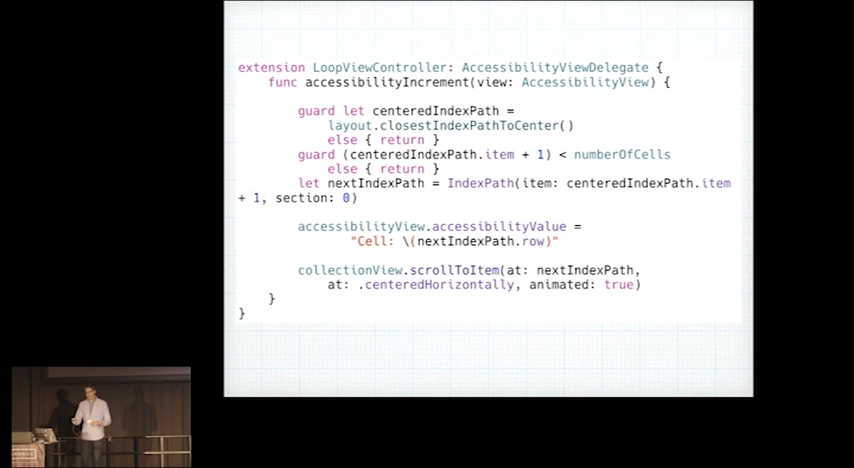 extension LoopViewController: AccessibilityViewDelegate {
func accessibilityIncrement(view: AccessibilityView) {
guard let centeredIndexPath =
layout.closestIndexPathToCenter()
else { return }
guard (centeredIndexPath.item + 1) < numberOfCells
else { return }
let nextIndexPath = IndexPath(item: centeredIndexPath.item
+ 1, section: 0)
accessibilityView.accessibilityValue =
"Cell: \(nextIndexPath.row)"
collectionView.scrollToItem(at: nextIndexPath,
at: .centeredHorizontally, animated: true)
}
}